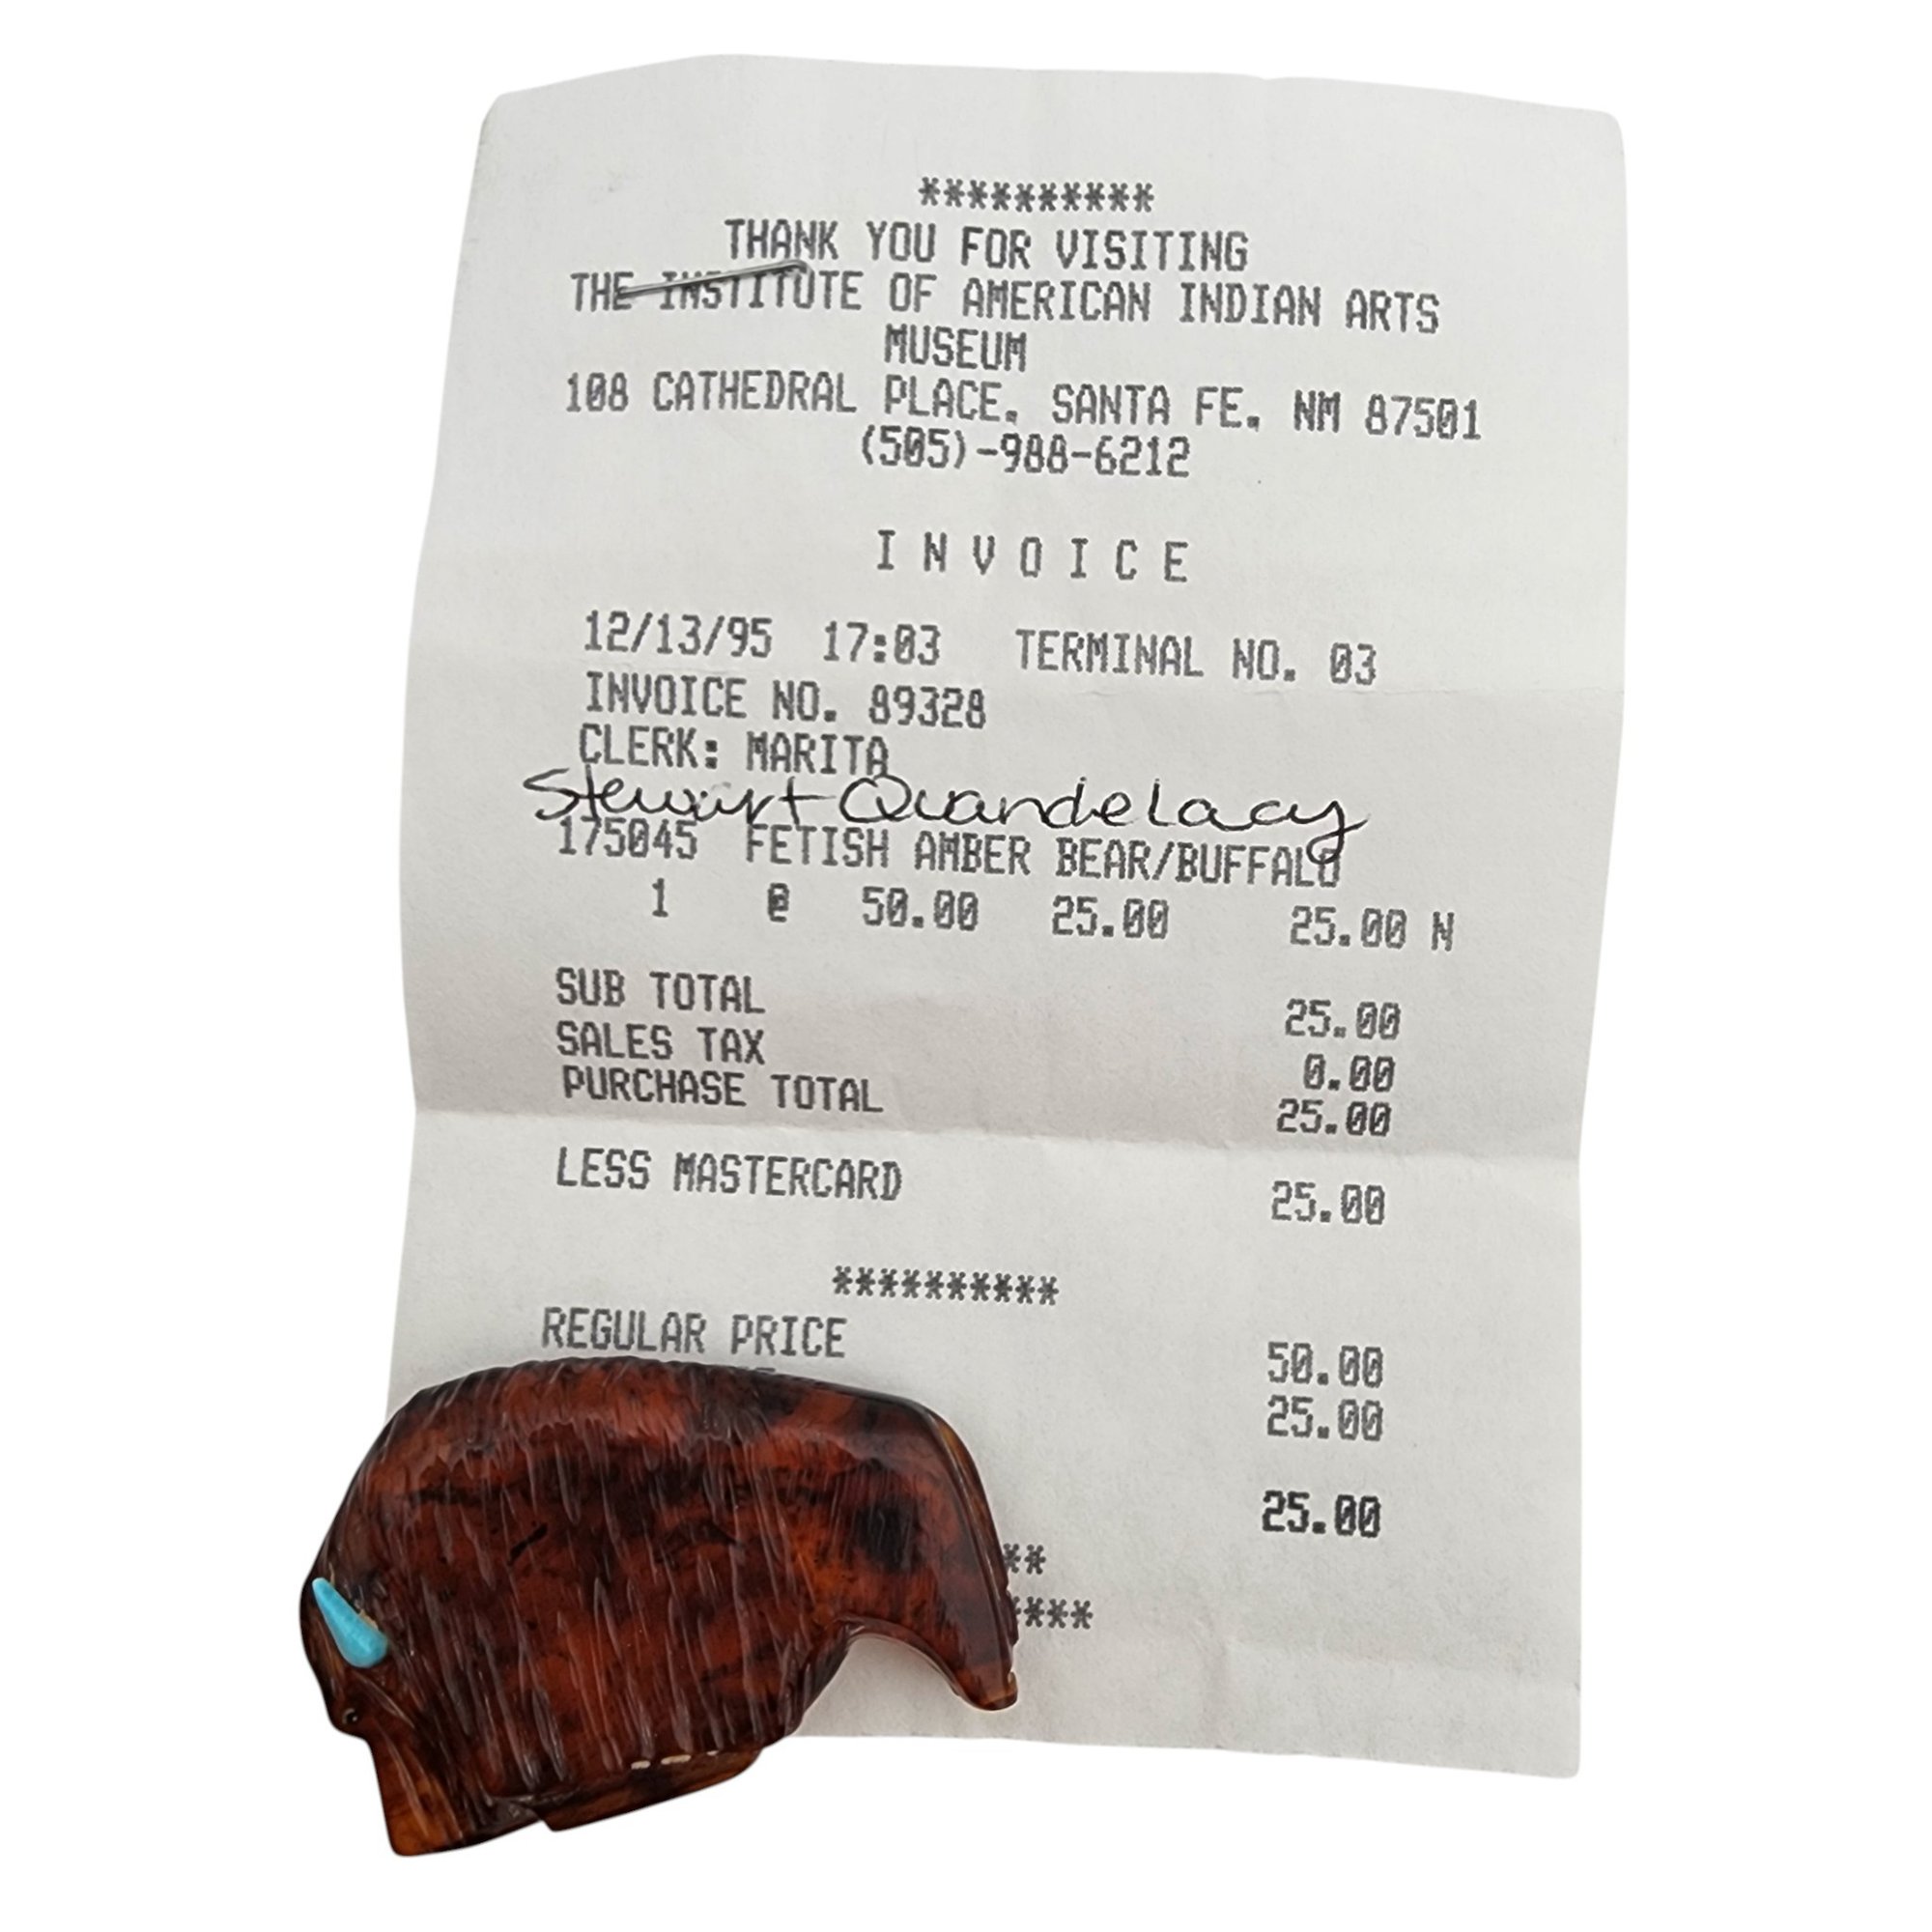 **********
THANK YOU FOR VISITING
THE INSTITUTE OF AMERICAN INDIAN ARTS
MUSEUM
108 CATHEDRAL PLACE. SANTA FE. NM 87501
(505)-988-6212
I N V O I C E
12/13/95 17:03 TERMINAL NO. 03
INVOICE NO. 89328
CLERK: MARITA
Stewart Quandelacy
175045 FETISH AMBER BEAR/BUFFALO
1 @ 50.00 25.00 25.00 N
SUB TOTAL 25.00
SALES TAX 0.00
PURCHASE TOTAL 25.00
LESS MASTERCARD 25.00
**********
REGULAR PRICE 50.00
25.00
25.00
**
****